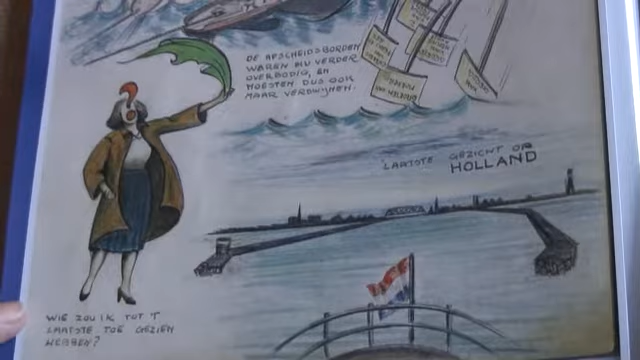 DE AFSCHEIDSBORDEN
WAREN NU VERDER
OVERBODIG, EN
MOESTEN DUS OOK
MAAR VERDWIJNEN.
LAATSTE GEZICHT OP
HOLLAND
WIE ZOU IK TOT 'T
LAATSTE TOE GEZIEN
HEBBEN?